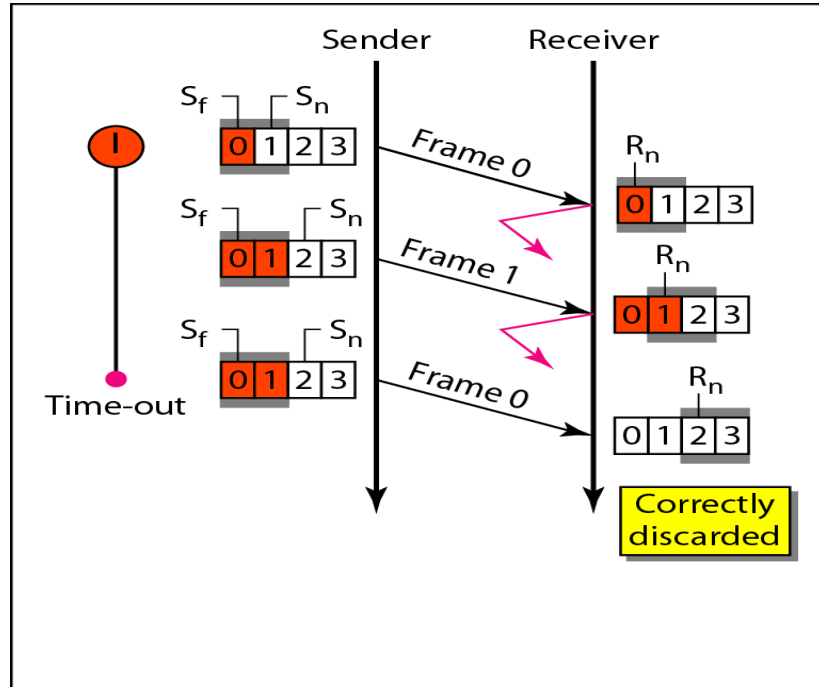 Sender Receiver
Sf Sn
0 1 2 3
Frame 0
Rn
0 1 2 3
Sf Sn
0 1 2 3
Frame 1
Rn
0 1 2 3
Sf Sn
0 1 2 3
Time-out
Frame 0
Rn
0 1 2 3
Correctly
discarded